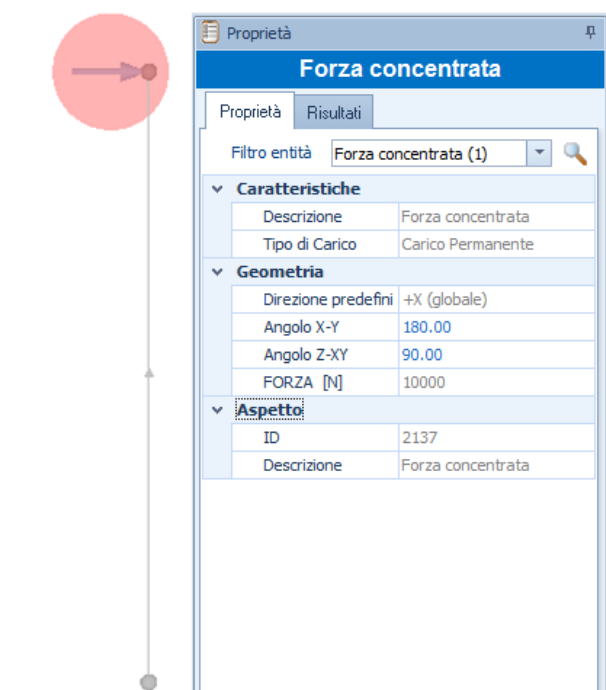 Proprietà
Forza concentrata
Proprietà Risultati
Filtro entità Forza concentrata (1)
Caratteristiche
Descrizione Forza concentrata
Tipo di Carico Carico Permanente
Geometria
Direzione predefini +X (globale)
Angolo X-Y 180.00
Angolo Z-XY 90.00
FORZA [N] 10000
Aspetto
ID 2137
Descrizione Forza concentrata